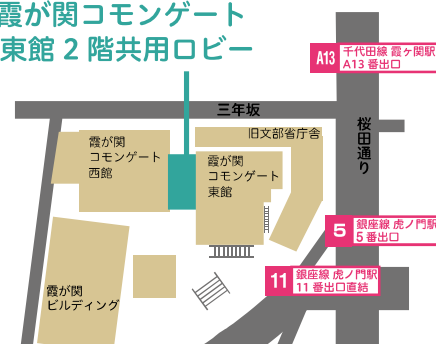 霞が関コモンゲート
東館2階共用ロビー
A13
千代田線 霞ヶ関駅
A13 番出口
三年坂
旧文部省庁舎
桜田通り
霞が関
コモンゲート
西館
霞が関
コモンゲート
東館
5
銀座線 虎ノ門駅
5 番出口
11
銀座線 虎ノ門駅
11 番出口直結
霞が関
ビルディング